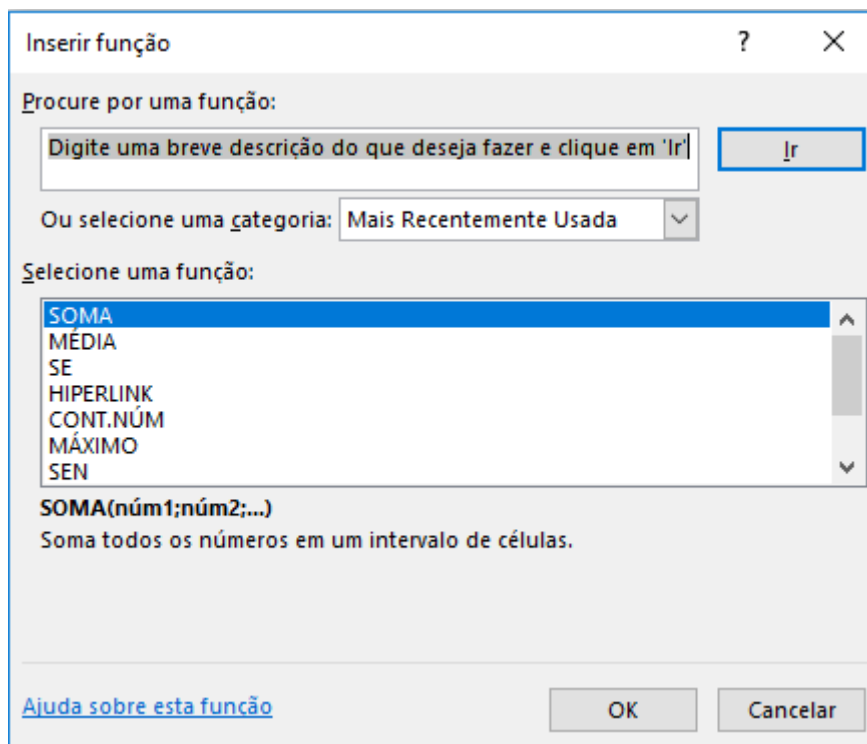 Inserir função
Procure por uma função:
Digite uma breve descrição do que deseja fazer e clique em 'Ir'
Ir
Ou selecione uma categoria: Mais Recentemente Usada
Selecione uma função:
SOMA
MÉDIA
SE
HIPERLINK
CONT.NÚM
MÁXIMO
SEN
SOMA(núm1;núm2;...)
Soma todos os números em um intervalo de células.
Ajuda sobre esta função
OK
Cancelar